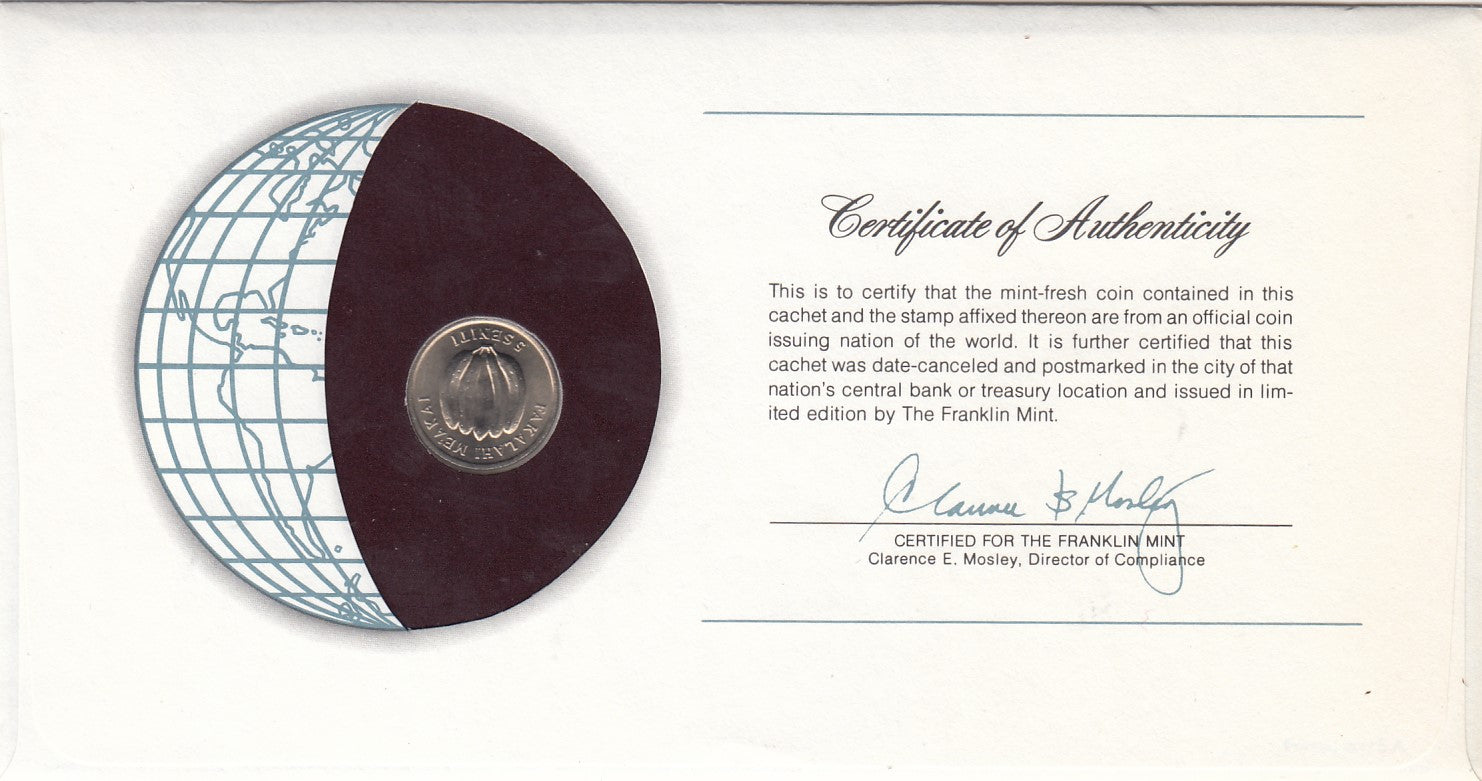 5 SENITI
FAKALAHI ME'AKAI
Certificate of Authenticity
This is to certify that the mint-fresh coin contained in this
cachet and the stamp affixed thereon are from an official coin
issuing nation of the world. It is further certified that this
cachet was date-canceled and postmarked in the city of that
nation's central bank or treasury location and issued in lim-
ited edition by The Franklin Mint.
Clarence E Mosley
CERTIFIED FOR THE FRANKLIN MINT
Clarence E. Mosley, Director of Compliance